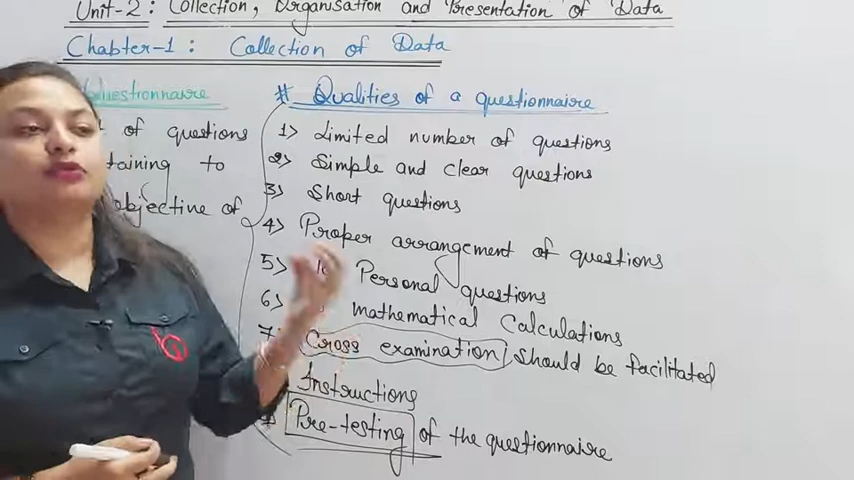 Unit-2: Collection, Organisation and Presentation of Data
Chapter-1: Collection of Data
Questionnaire
of questions
taining to
objective of
# Qualities of a questionnaire
1> Limited number of questions
2> Simple and clear questions
3> Short questions
4> Proper arrangement of questions
5> Personal questions
6> mathematical Calculations
7> Cross examination should be facilitated
Instructions
Pre-testing of the questionnaire